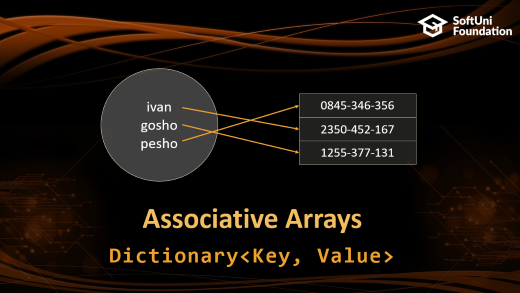 SoftUni
Foundation
ivan
gosho
pesho
0845-346-356
2350-452-167
1255-377-131
Associative Arrays
Dictionary<Key, Value>